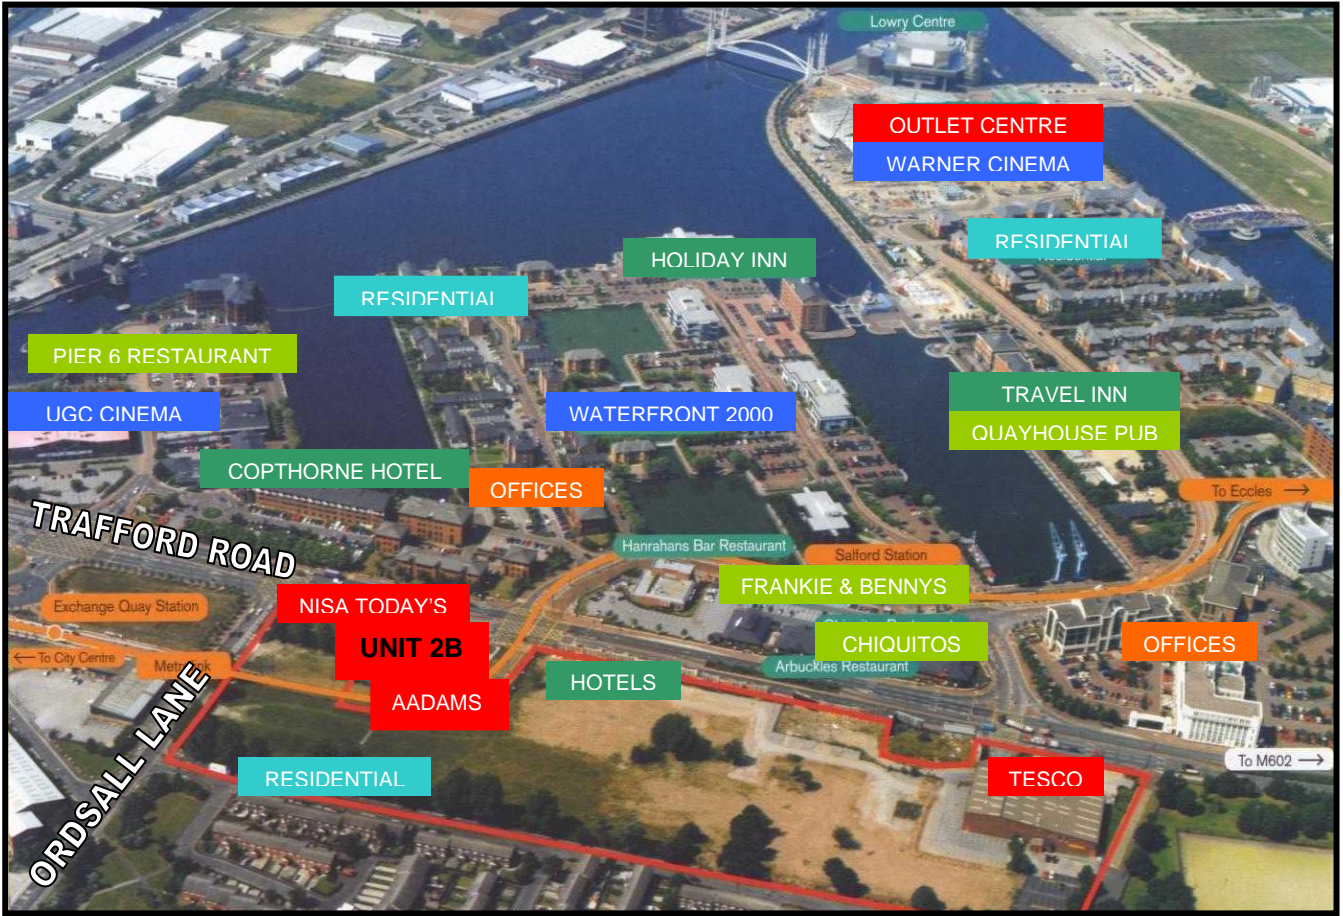 Lowry Centre
OUTLET CENTRE
WARNER CINEMA
RESIDENTIAL
HOLIDAY INN
RESIDENTIAL
PIER 6 RESTAURANT
TRAVEL INN
UGC CINEMA
WATERFRONT 2000
QUAYHOUSE PUB
COPTHORNE HOTEL
OFFICES
To Eccles →
TRAFFORD ROAD
Hanrahans Bar Restaurant
Salford Station
FRANKIE & BENNYS
Exchange Quay Station
NISA TODAY'S
UNIT 2B
CHIQUITOS
OFFICES
← To City Centre
Metrolink
Arbuckles Restaurant
HOTELS
AADAMS
ORDSALL LANE
To M602 →
RESIDENTIAL
TESCO